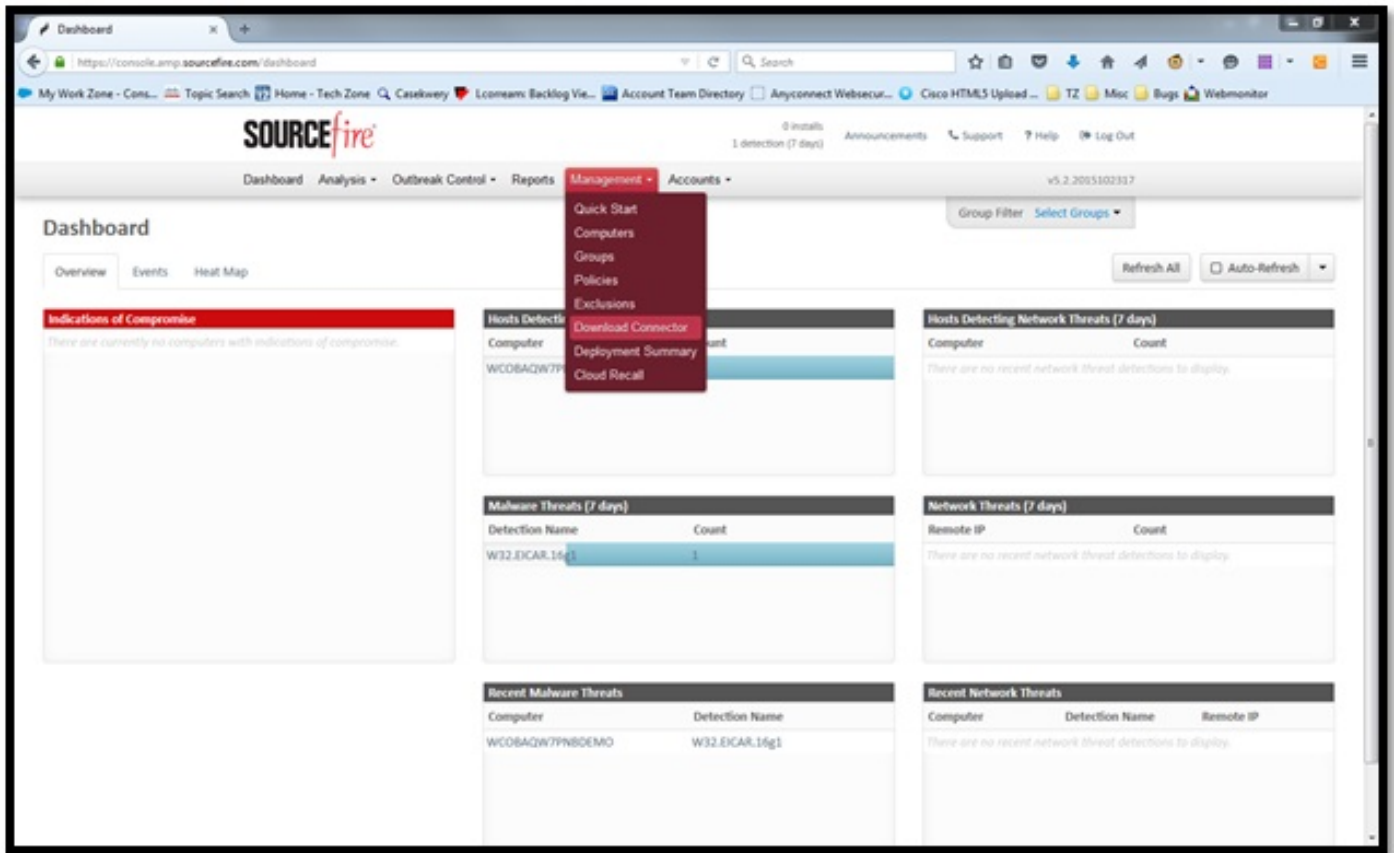 Dashboard
https://console.amp.sourcefire.com/dashboard
Search
My Work Zone - Cons... Topic Search Home - Tech Zone Casekwery Lcomeam: Backlog Vie... Account Team Directory Anyconnect Websecur... Cisco HTML5 Upload ... TZ Misc Bugs Webmonitor
SOURCEfire
0 installs
1 detection (7 days)
Announcements Support ? Help Log Out
Dashboard Analysis Outbreak Control Reports Management Accounts
v5.2.2015102317
Quick Start
Computers
Groups
Policies
Exclusions
Download Connector
Deployment Summary
Cloud Recall
Group Filter Select Groups
Dashboard
Overview Events Heat Map
Refresh All Auto-Refresh
Indications of Compromise
There are currently no computers with indications of compromise.
Hosts Detecti
Computer
WCOBAQW7P
Hosts Detecting Network Threats (7 days)
Computer Count
There are no recent network threat detections to display.
Malware Threats (7 days)
Detection Name Count
W32.EICAR.16g1 1
Network Threats (7 days)
Remote IP Count
There are no recent network threat detections to display.
Recent Malware Threats
Computer Detection Name
WCOBAQW7PNBDEMO W32.EICAR.16g1
Recent Network Threats
Computer Detection Name Remote IP
There are no recent network threat detections to display.